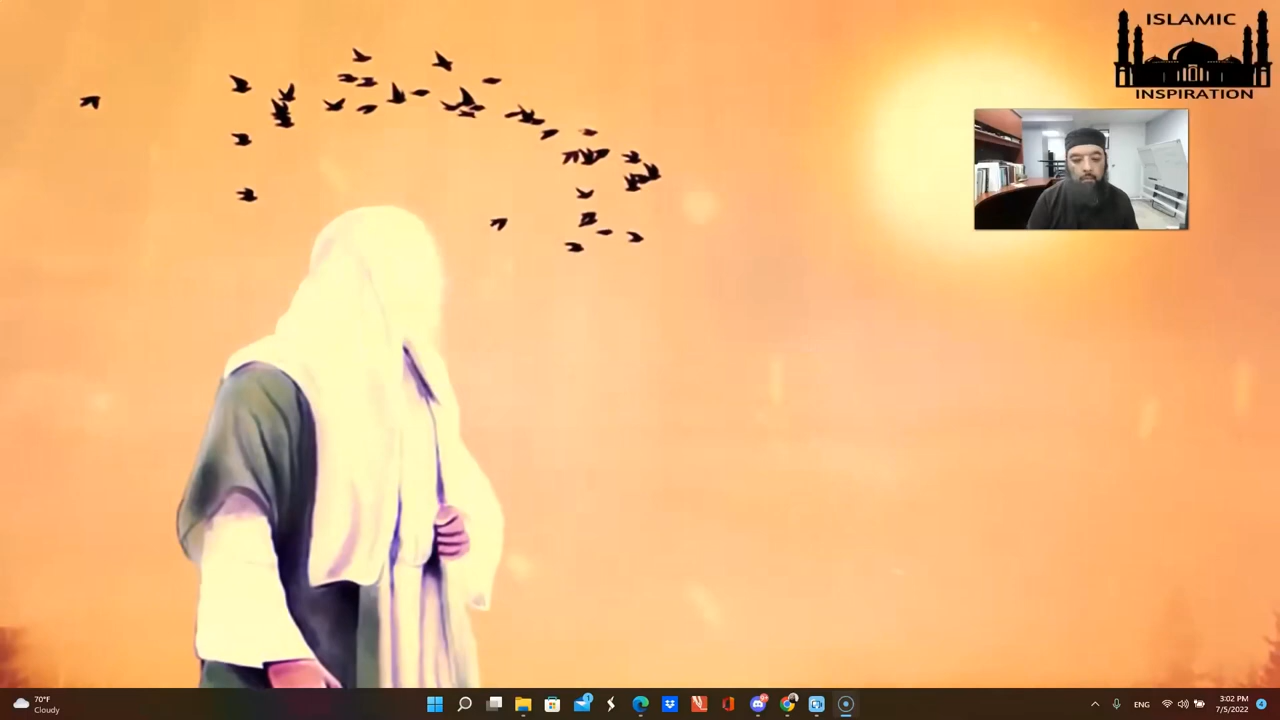 ISLAMIC
INSPIRATION
70°F
Cloudy
ENG
3:02 PM
7/5/2022